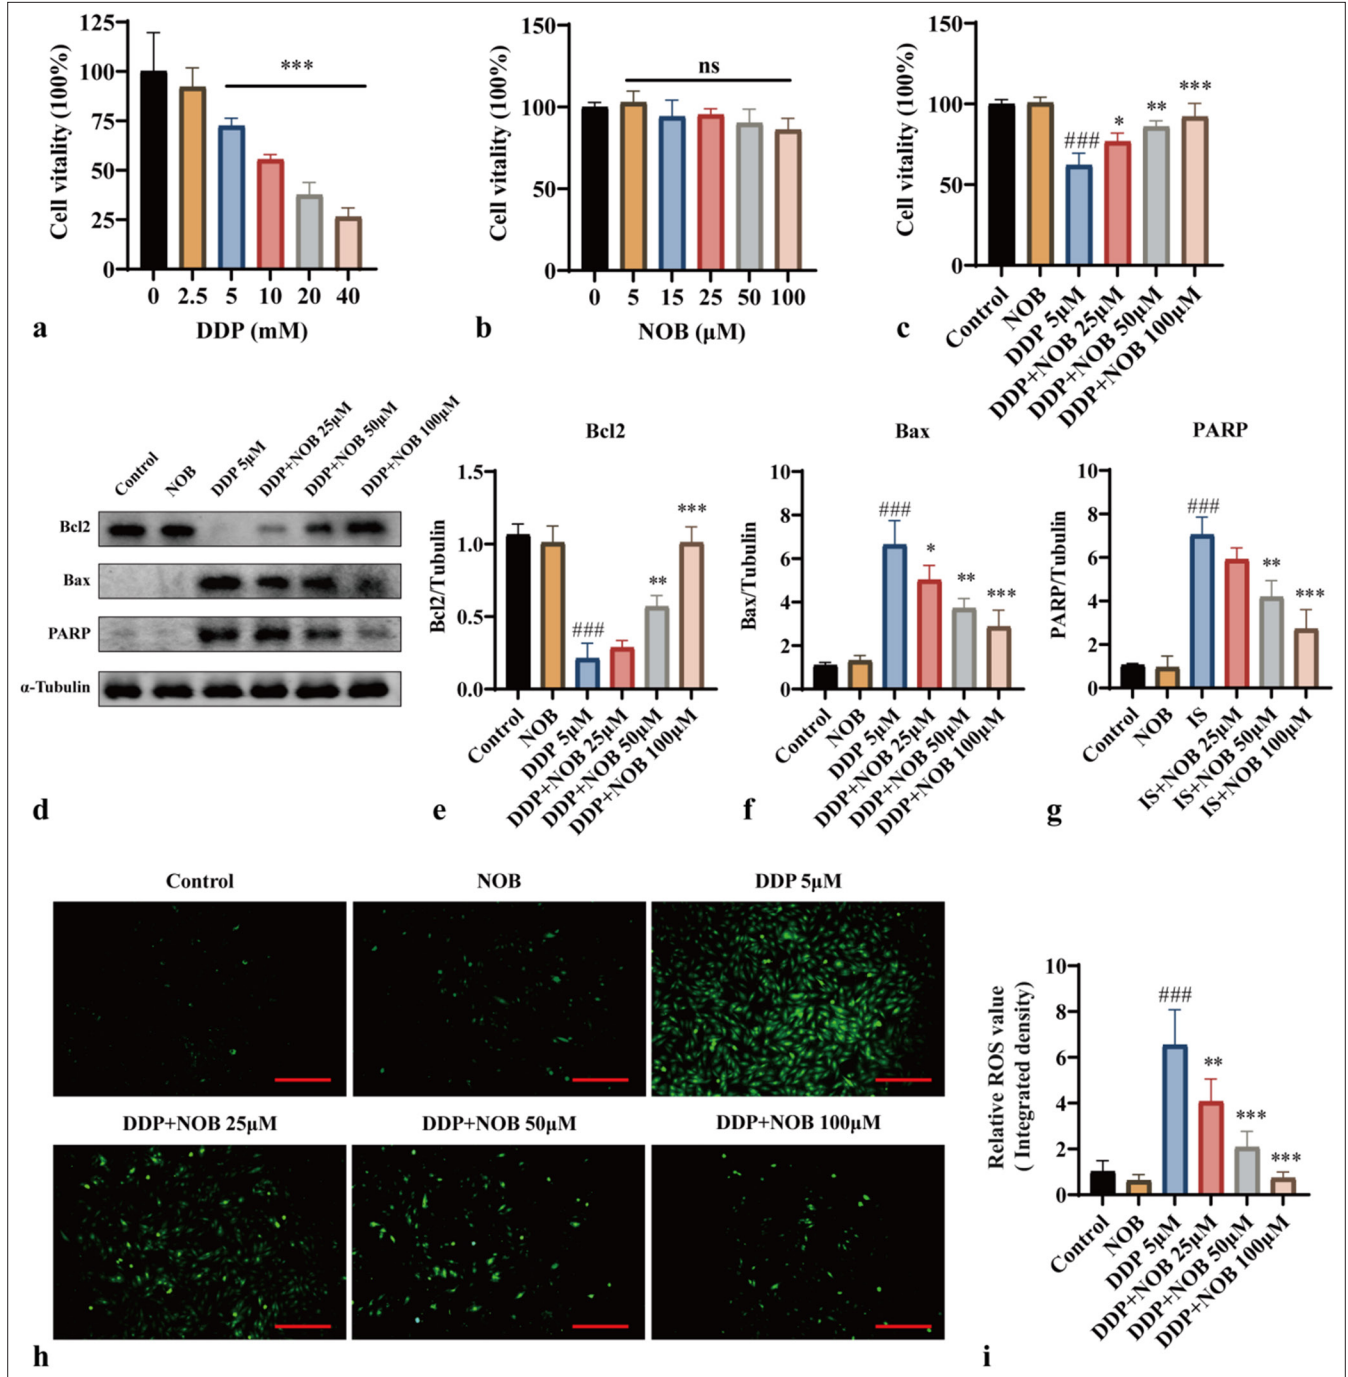 Cell vitality (100%)
125
100
75
50
25
0
***
0 2.5 5 10 20 40
DDP (mM)
a
Cell vitality (100%)
150
100
50
0
ns
0 5 15 25 50 100
NOB (μM)
b
Cell vitality (100%)
150
100
50
0
### * ** ***
Control
NOB
DDP 5μM
DDP+NOB 25μM
DDP+NOB 50μM
DDP+NOB 100μM
c
Control
NOB
DDP 5μM
DDP+NOB 25μM
DDP+NOB 50μM
DDP+NOB 100μM
Bcl2
Bax
PARP
α-Tubulin
d
Bcl2
Bcl2/Tubulin
1.5
1.0
0.5
0.0
### ** ***
Control
NOB
DDP 5μM
DDP+NOB 25μM
DDP+NOB 50μM
DDP+NOB 100μM
e
Bax
Bax/Tubulin
10
8
6
4
2
0
### * ** ***
Control
NOB
DDP 5μM
DDP+NOB 25μM
DDP+NOB 50μM
DDP+NOB 100μM
f
PARP
PARP/Tubulin
10
8
6
4
2
0
### ** ***
Control
NOB
IS
IS+NOB 25μM
IS+NOB 50μM
IS+NOB 100μM
g
Control
NOB
DDP 5μM
DDP+NOB 25μM
DDP+NOB 50μM
DDP+NOB 100μM
h
Relative ROS value
( Integrated density)
10
8
6
4
2
0
### ** *** ***
Control
NOB
DDP 5μM
DDP+NOB 25μM
DDP+NOB 50μM
DDP+NOB 100μM
i